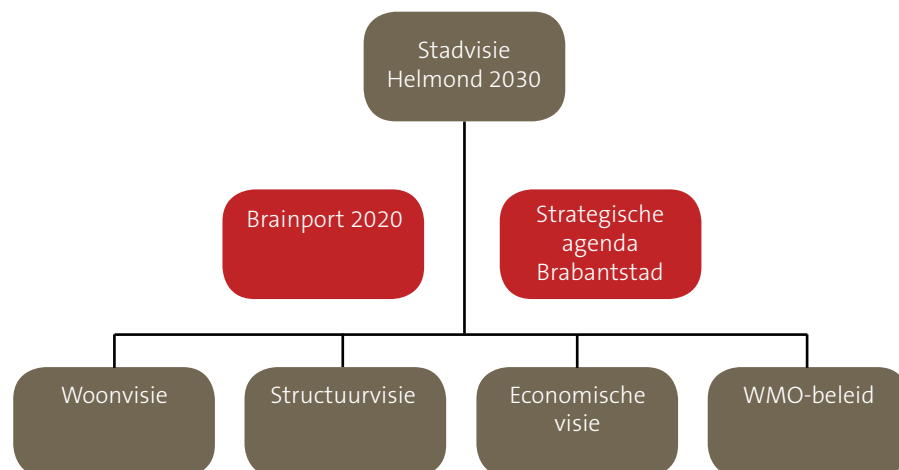 Stadvisie
Helmond 2030
Brainport 2020
Strategische
agenda
Brabantstad
Woonvisie
Structuurvisie
Economische
visie
WMO-beleid